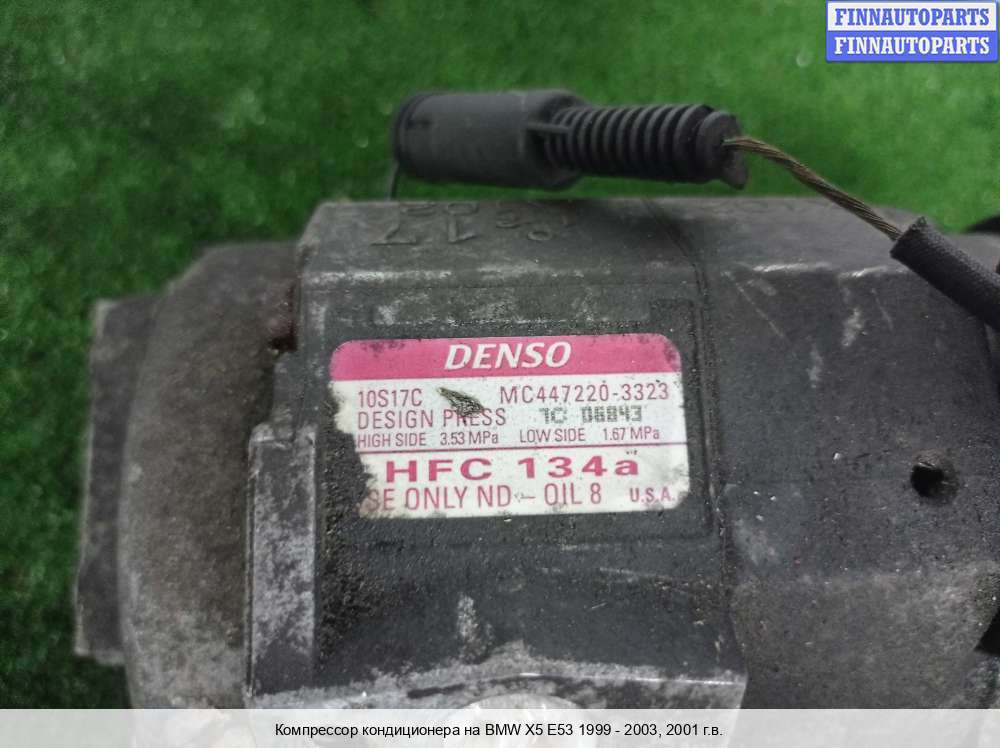 FINNAUTOPARTS
FINNAUTOPARTS
DENSO
10S17C MC447220-3323
DESIGN PRESS 1C 06843
HIGH SIDE 3.53 MPa LOW SIDE 1.67 MPa
HFC 134a
SE ONLY ND-OIL 8 U.S.A.
Компрессор кондиционера на BMW X5 E53 1999 - 2003, 2001 г.в.